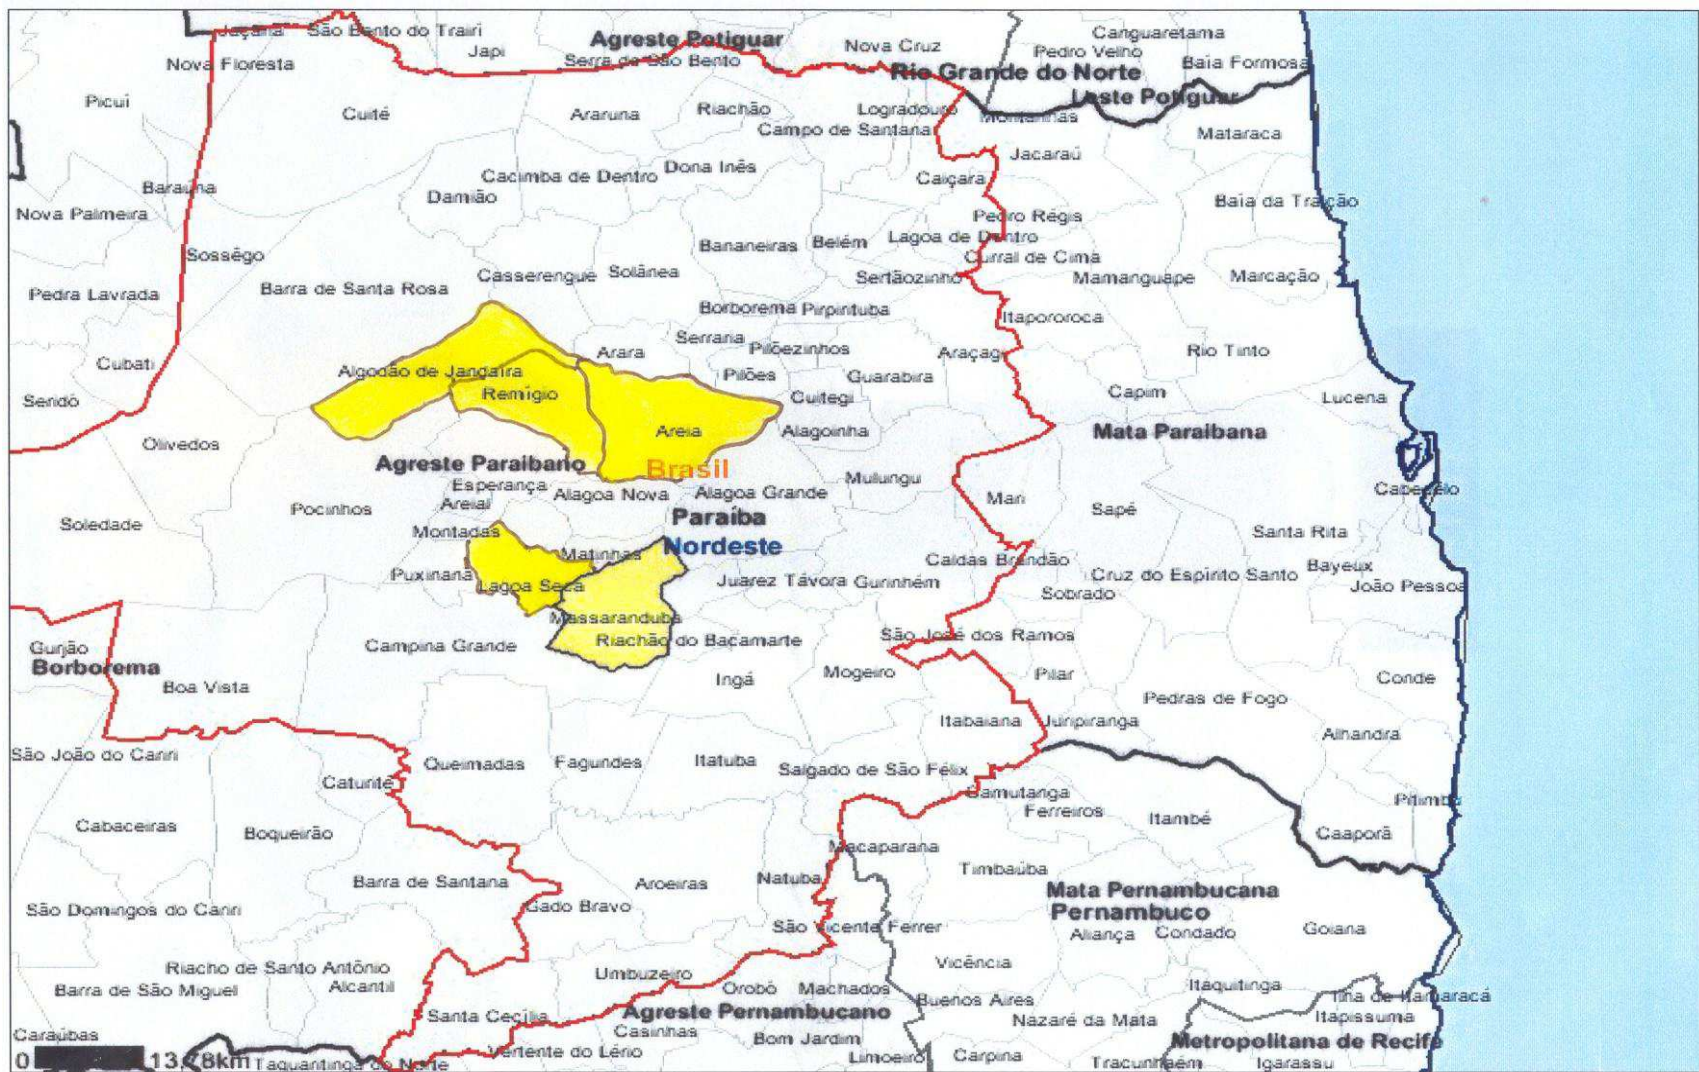 Jaçanã São Bento do Trairi
Japi
Agreste Potiguar
Nova Cruz
Canguaretama
Pedro Velho
Baía Formosa
Nova Floresta
Serra de São Bento
Rio Grande do Norte
Leste Potiguar
Picuí
Cuité
Araruna
Riachão
Logradouro
Montanhas
Campo de Santana
Mataraca
Jacaraú
Baraúna
Damião
Cacimba de Dentro
Dona Inês
Caiçara
Nova Palmeira
Pedro Régis
Baía da Traição
Sossêgo
Bananeiras
Belém
Lagoa de Dentro
Curral de Cima
Casserengue
Solânea
Sertãozinho
Mamanguape
Marcação
Pedra Lavrada
Barra de Santa Rosa
Borborema
Pirpirituba
Itapororoca
Serraria
Pilõezinhos
Arara
Araçagi
Rio Tinto
Cubati
Algodão de Jandaíra
Pilões
Guarabira
Seridó
Remígio
Cuitegi
Capim
Lucena
Olivedos
Areia
Alagoinha
Mata Paraibana
Agreste Paraibano
Brasil
Esperança
Alagoa Nova
Alagoa Grande
Mulungu
Cabedelo
Areial
Pocinhos
Mari
Sapé
Soledade
Paraíba
Montadas
Nordeste
Santa Rita
Matinhas
Caldas Brandão
Bayeux
Puxinanã
Lagoa Seca
Juarez Távora
Gurinhém
Cruz do Espírito Santo
João Pessoa
Sobrado
Massaranduba
Gurjão
Campina Grande
Riachão do Bacamarte
São José dos Ramos
Borborema
Boa Vista
Ingá
Mogeiro
Pilar
Conde
Pedras de Fogo
Itabaiana
Juripiranga
Alhandra
São João do Cariri
Queimadas
Fagundes
Itatuba
Salgado de São Félix
Caturité
Camutanga
Ferreiros
Pitimbu
Cabaceiras
Boqueirão
Itambé
Caaporã
Macaparana
Timbaúba
Barra de Santana
Aroeiras
Natuba
Mata Pernambucana
São Domingos do Cariri
Gado Bravo
Pernambuco
São Vicente Ferrer
Aliança
Condado
Goiana
Riacho de Santo Antônio
Umbuzeiro
Vicência
Barra de São Miguel
Alcantil
Orobó
Machados
Itaquitinga
Buenos Aires
Ilha de Itamaracá
Santa Cecília
Agreste Pernambucano
Nazaré da Mata
Itapissuma
Caraúbas
Casinhas
Bom Jardim
Metropolitana de Recife
0 13,78km
Taquaritinga do Norte
Vertente do Lério
Limoeiro
Carpina
Tracunhaém
Igarassu